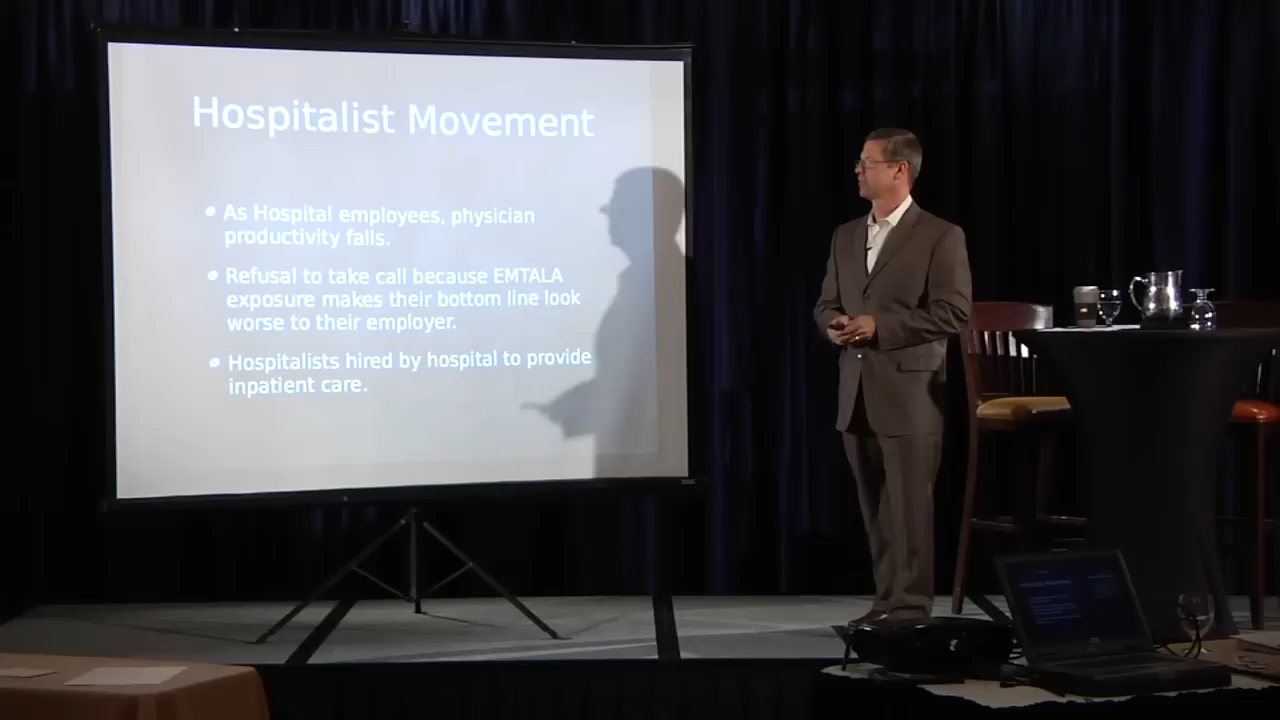 Hospitalist Movement
• As Hospital employees, physician
productivity falls.
• Refusal to take call because EMTALA
exposure makes their bottom line look
worse to their employer.
• Hospitalists hired by hospital to provide
inpatient care.